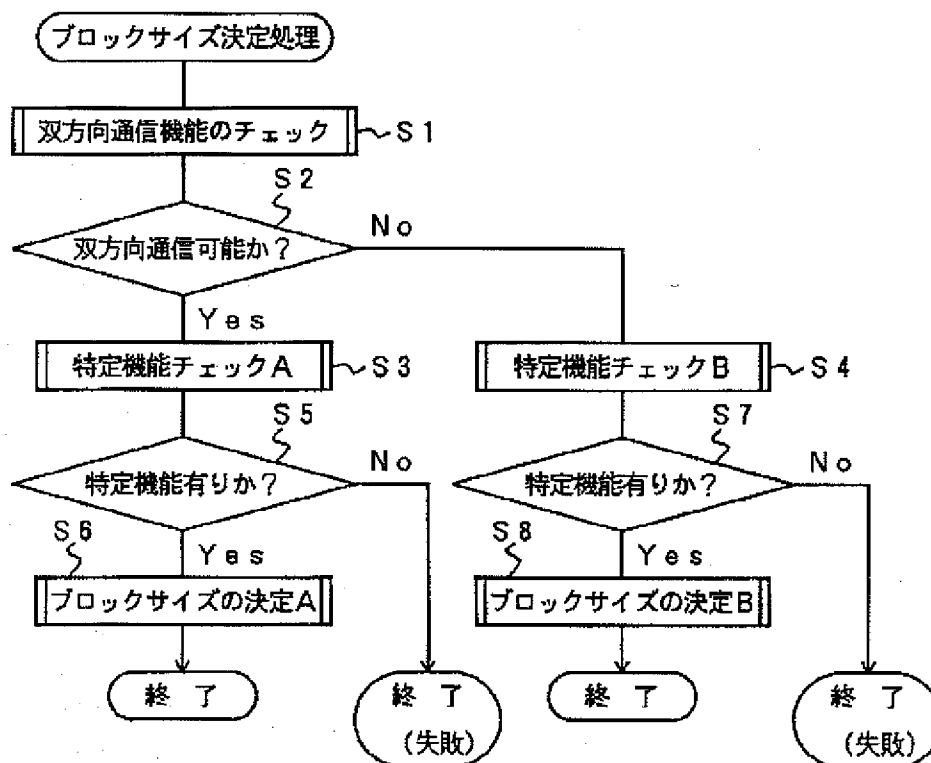 ブロックサイズ決定処理
双方向通信機能のチェック
S1
S2
双方向通信可能か?
No
Yes
特定機能チェックA
S3
特定機能チェックB
S4
S5
特定機能有りか?
No
S7
特定機能有りか?
No
S6
Yes
ブロックサイズの決定A
S8
Yes
ブロックサイズの決定B
終了
終了
(失敗)
終了
終了
(失敗)